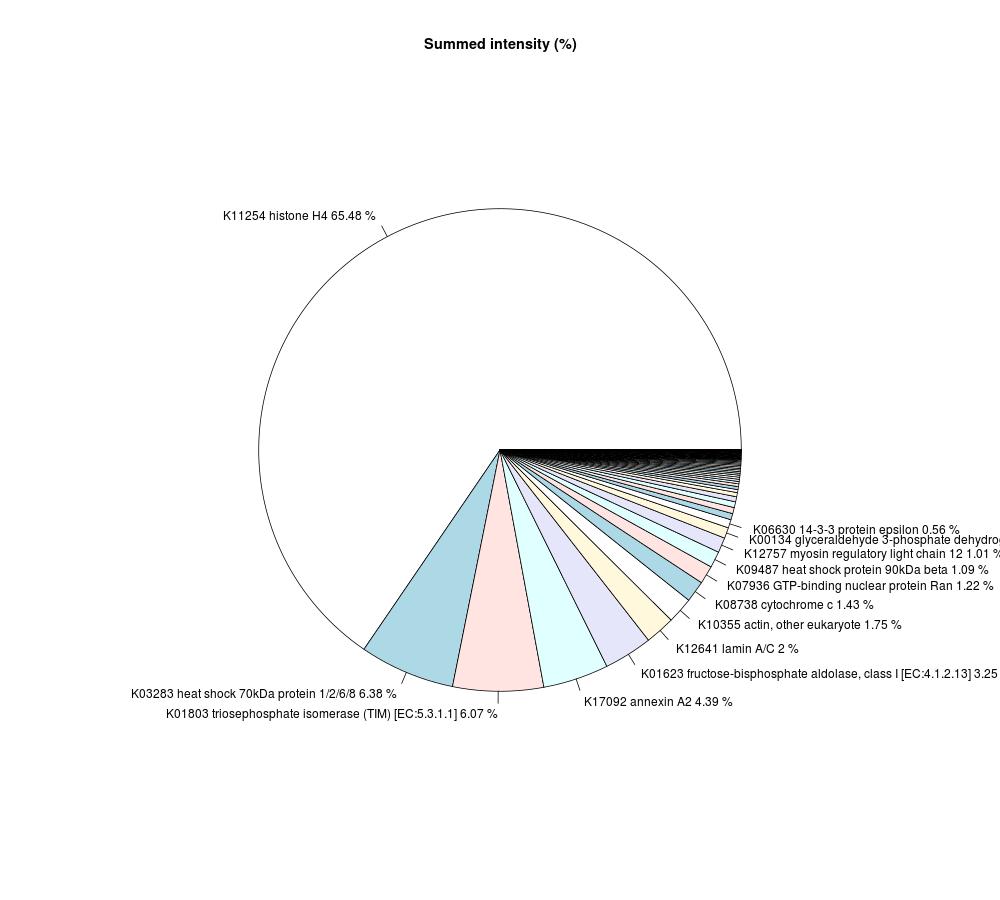 Summed intensity (%)
K11254 histone H4 65.48 %
K06630 14-3-3 protein epsilon 0.56 %
K00134 glyceraldehyde 3-phosphate dehydrog
K12757 myosin regulatory light chain 12 1.01 %
K09487 heat shock protein 90kDa beta 1.09 %
K07936 GTP-binding nuclear protein Ran 1.22 %
K08738 cytochrome c 1.43 %
K10355 actin, other eukaryote 1.75 %
K12641 lamin A/C 2 %
K01623 fructose-bisphosphate aldolase, class I [EC:4.1.2.13] 3.25
K03283 heat shock 70kDa protein 1/2/6/8 6.38 %
K17092 annexin A2 4.39 %
K01803 triosephosphate isomerase (TIM) [EC:5.3.1.1] 6.07 %